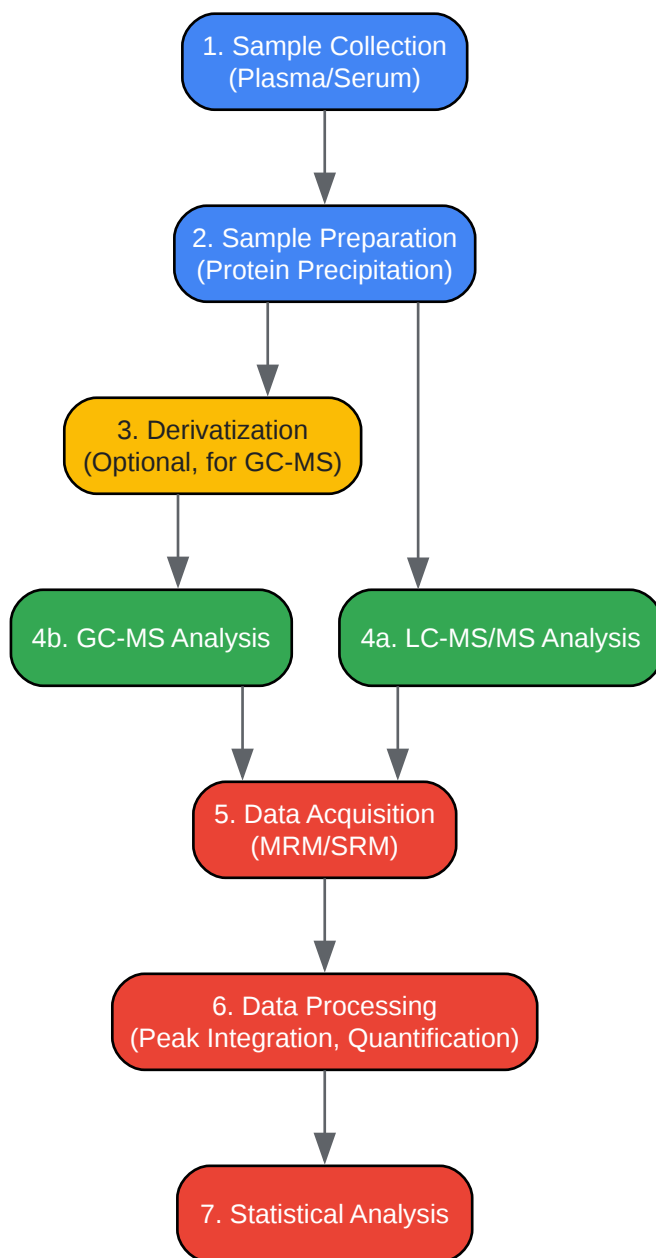 1. Sample Collection
(Plasma/Serum)
2. Sample Preparation
(Protein Precipitation)
3. Derivatization
(Optional, for GC-MS)
4b. GC-MS Analysis
4a. LC-MS/MS Analysis
5. Data Acquisition
(MRM/SRM)
6. Data Processing
(Peak Integration, Quantification)
7. Statistical Analysis